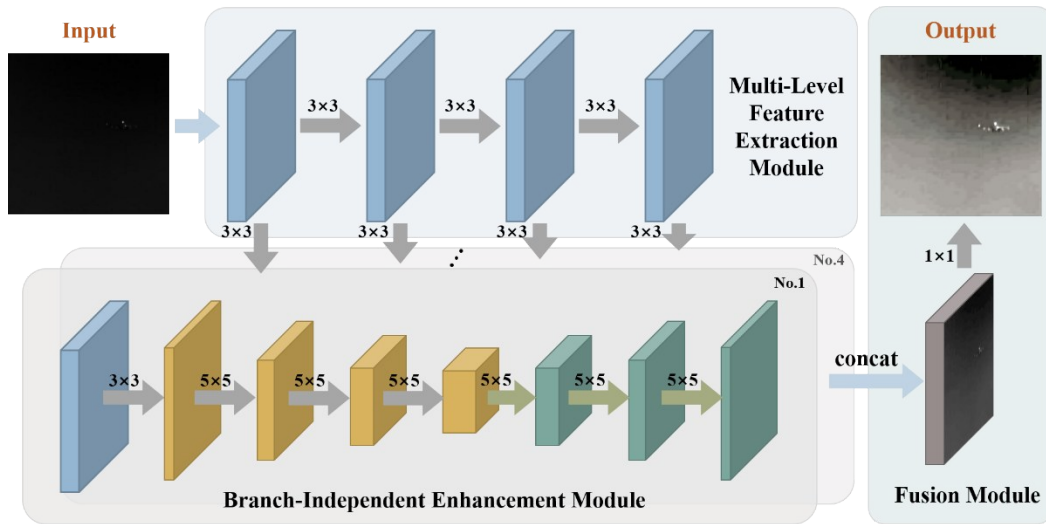 Input
3×3
3×3
3×3
Multi-Level
Feature
Extraction
Module
3×3
3×3
3×3
3×3
No.4
No.1
3×3
5×5
5×5
5×5
5×5
5×5
5×5
Branch-Independent Enhancement Module
concat
Output
1×1
Fusion Module